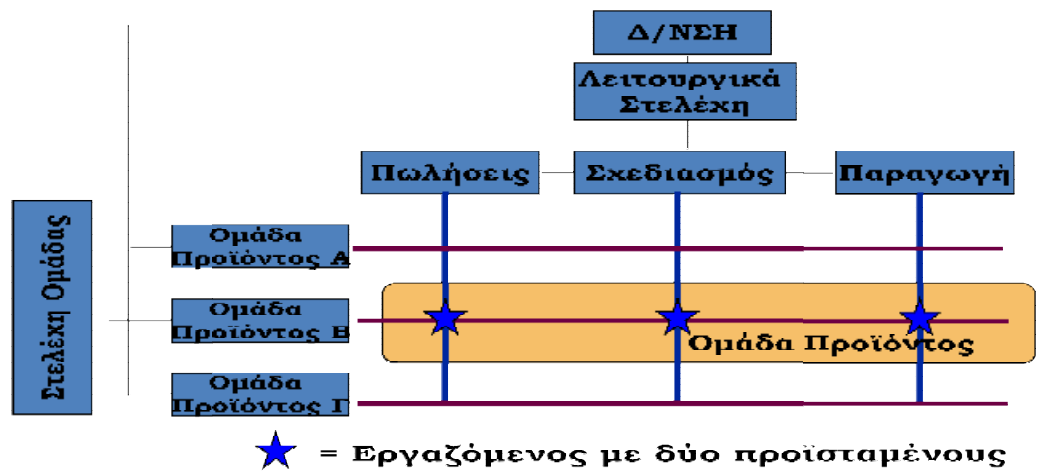 Δ/ΝΣΗ
Λειτουργικά
Στελέχη
Πωλήσεις
Σχεδιασμός
Παραγωγή
Στελέχη Ομάδας
Ομάδα
Προϊόντος Α
Ομάδα
Προϊόντος Β
Ομάδα Προϊόντος
Ομάδα
Προϊόντος Γ
= Εργαζόμενος με δύο προϊσταμένους